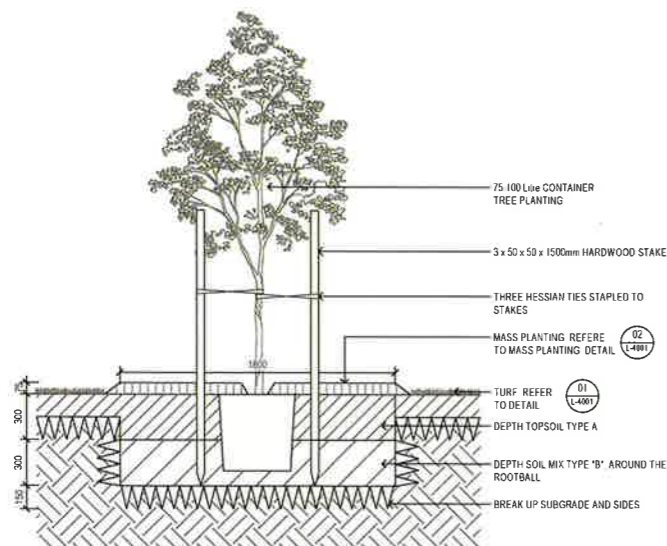 75-100 Litre CONTAINER
TREE PLANTING
3 x 50 x 50 x 1500mm HARDWOOD STAKE
THREE HESSIAN TIES STAPLED TO
STAKES
MASS PLANTING REFERE
TO MASS PLANTING DETAIL
02
L-4001
1800
75
TURF REFER
TO DETAIL
01
L-4001
300
DEPTH TOPSOIL TYPE A
300
DEPTH SOIL MIX TYPE "B" AROUND THE
ROOTBALL
150
BREAK UP SUBGRADE AND SIDES